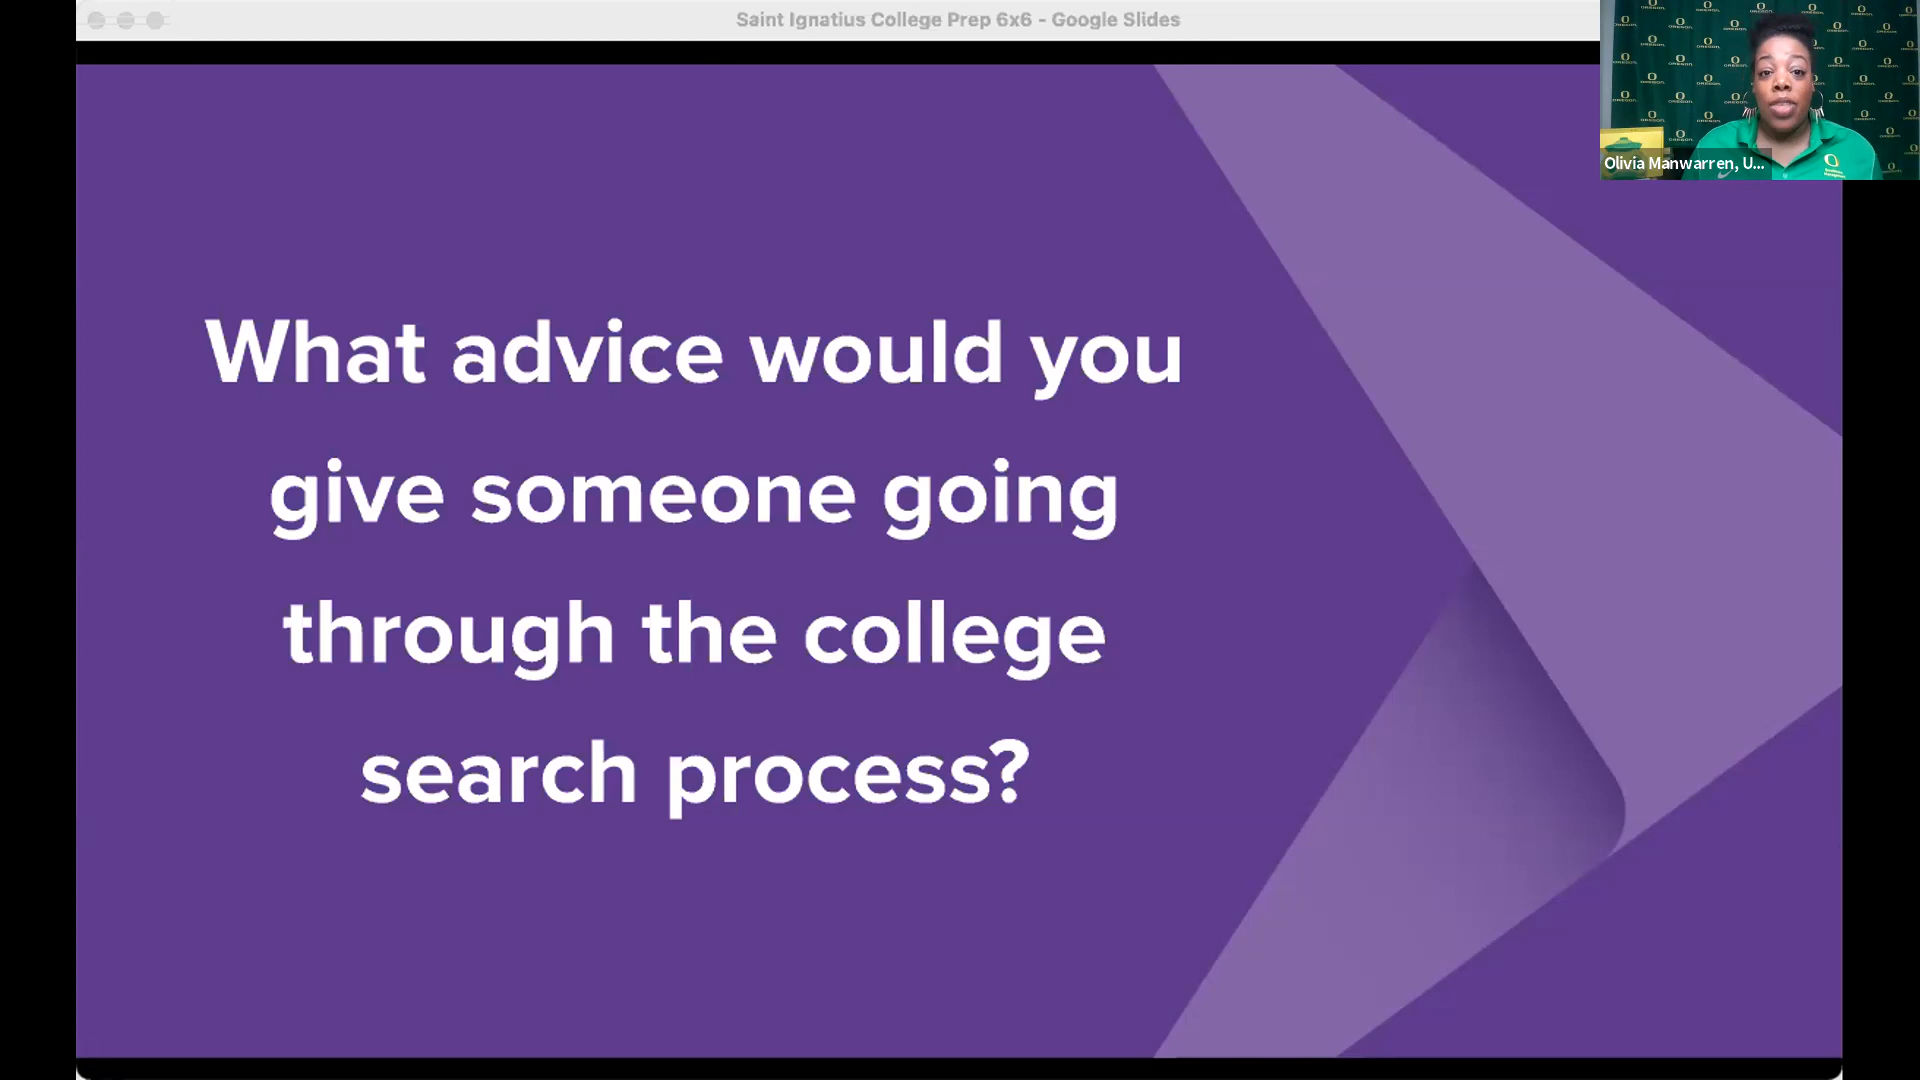 Saint Ignatius College Prep 6x6 - Google Slides
Olivia Manwarren, U...
What advice would you
give someone going
through the college
search process?